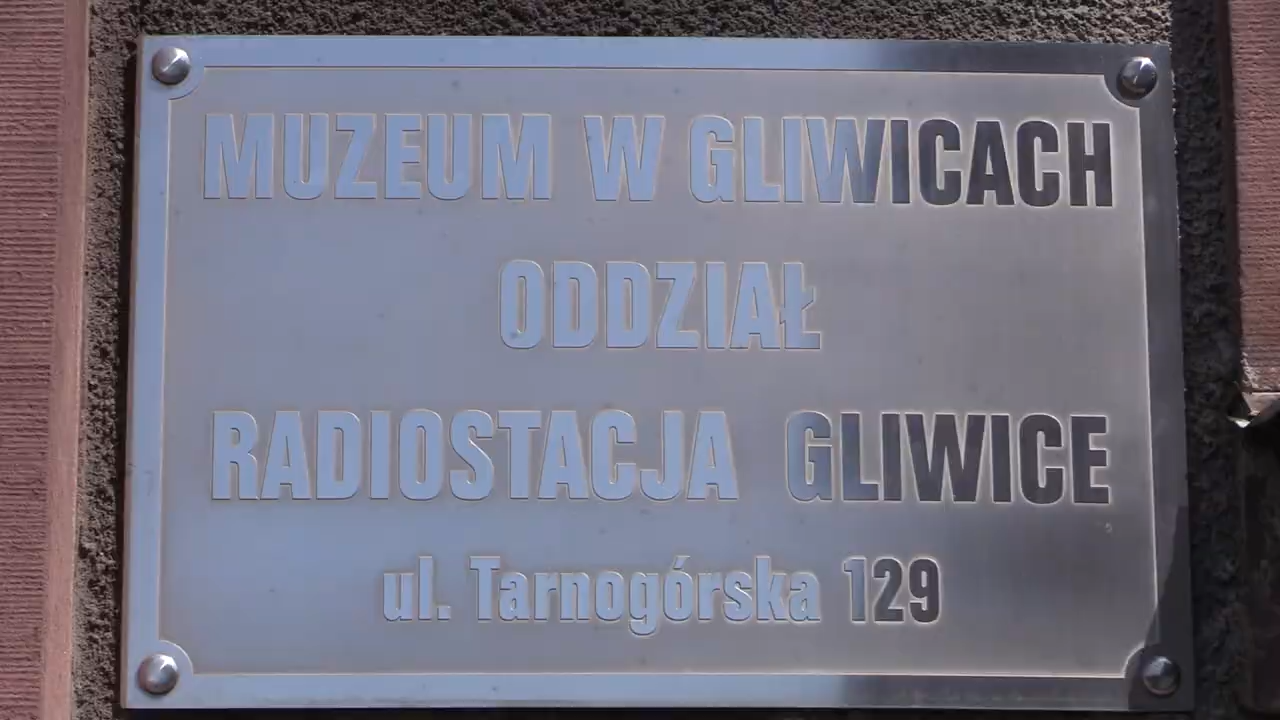 MUZEUM W GLIWICACH
ODDZIAŁ
RADIOSTACJA GLIWICE
ul. Tarnogórska 129